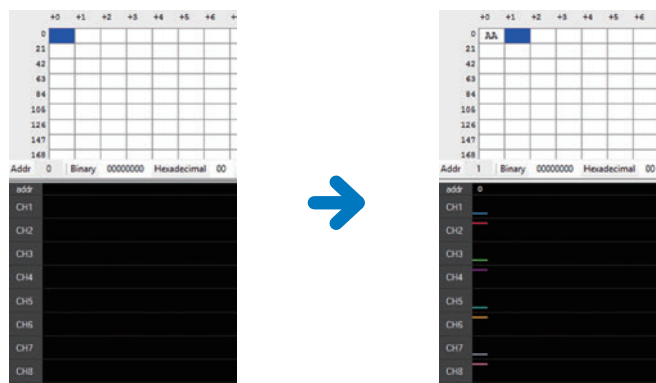 +0 +1 +2 +3 +4 +5 +6
0
21
42
63
84
105
126
147
168
Addr 0 Binary 00000000 Hexadecimal 00
addr
CH1
CH2
CH3
CH4
CH5
CH6
CH7
CH8
+0 +1 +2 +3 +4 +5 +6
0 AA
21
42
63
84
105
126
147
168
Addr 1 Binary 00000000 Hexadecimal 00
addr 0
CH1
CH2
CH3
CH4
CH5
CH6
CH7
CH8